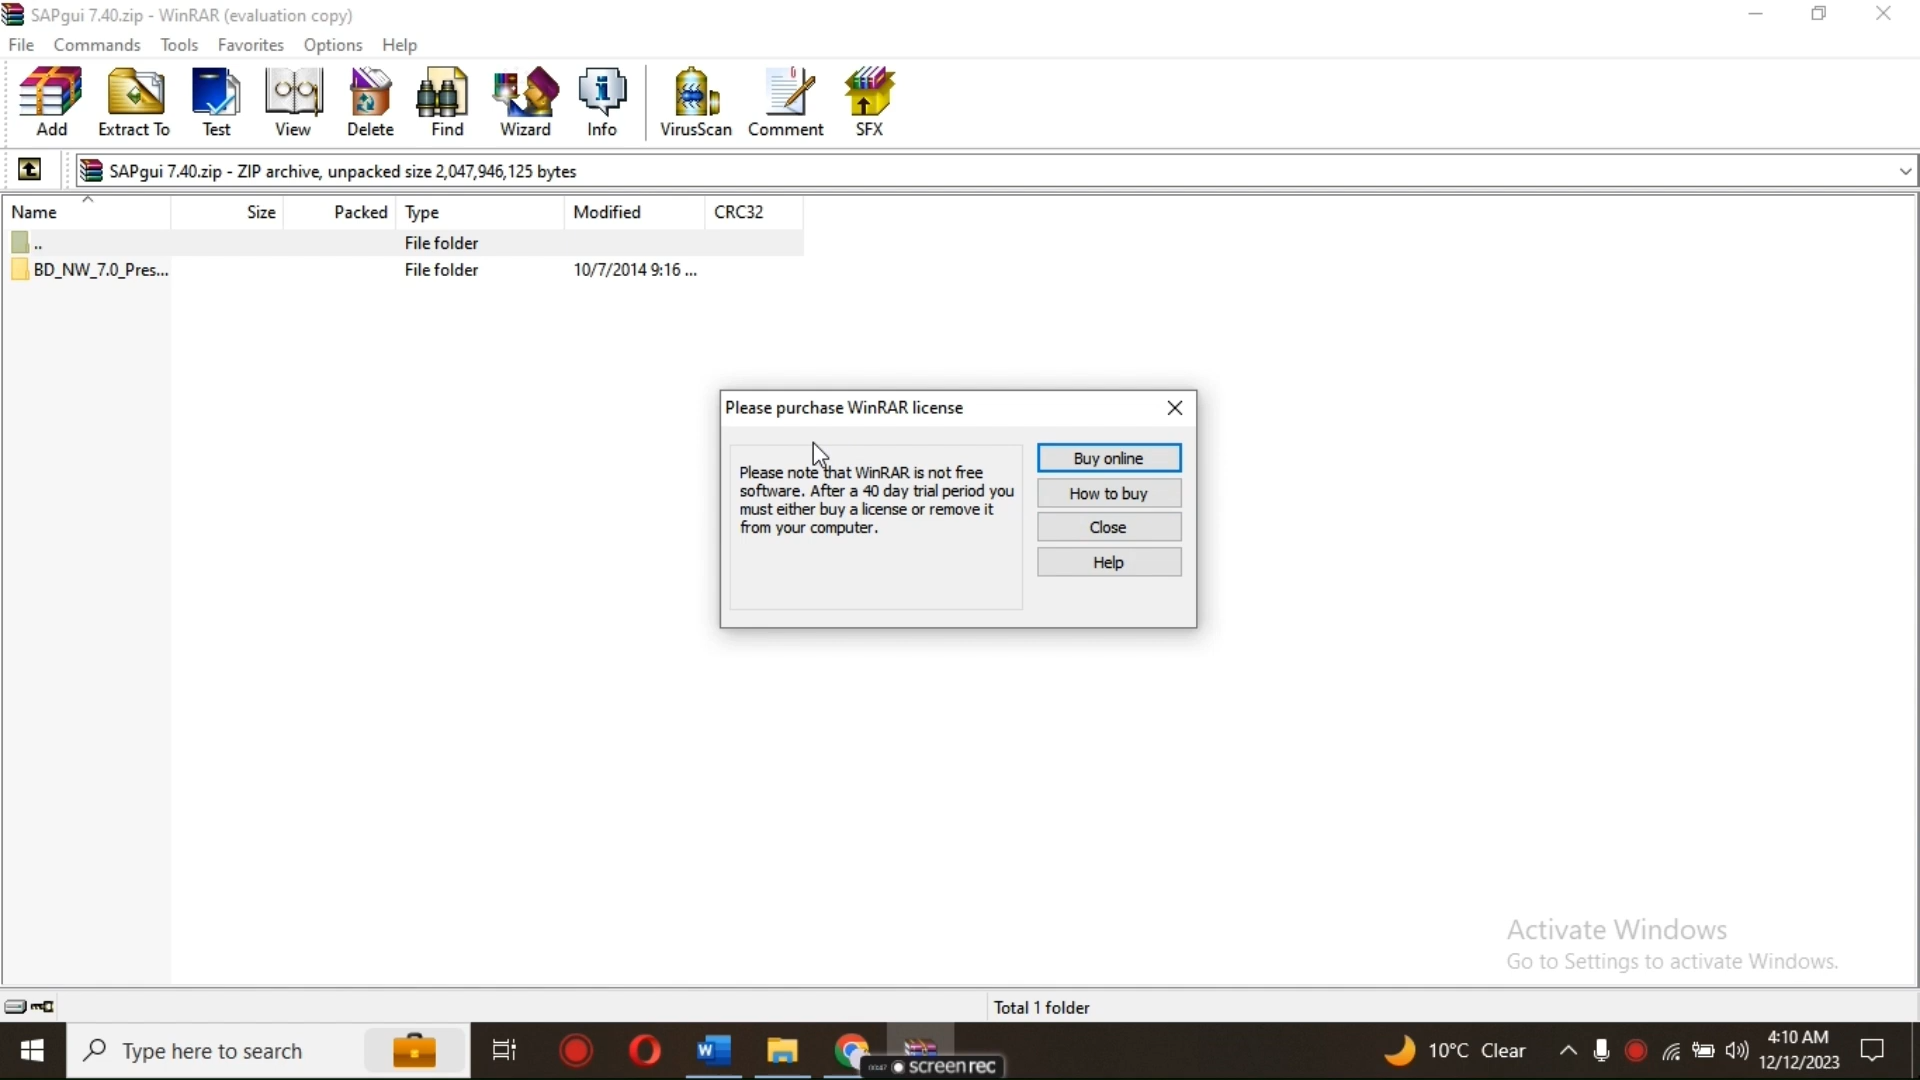 SAPgui 7.40.zip - WinRAR (evaluation copy)
File Commands Tools Favorites Options Help
Add Extract To Test View Delete Find Wizard Info VirusScan Comment SFX
SAPgui 7.40.zip - ZIP archive, unpacked size 2,047,946,125 bytes
Name Size Packed Type Modified CRC32
.. File folder
BD_NW_7.0_Pres... File folder 10/7/2014 9:16 ...
Please purchase WinRAR license
Please note that WinRAR is not free
software. After a 40 day trial period you
must either buy a license or remove it
from your computer.
Buy online
How to buy
Close
Help
Activate Windows
Go to Settings to activate Windows.
Total 1 folder
Type here to search
10°C Clear
4:10 AM
12/12/2023
screenrec